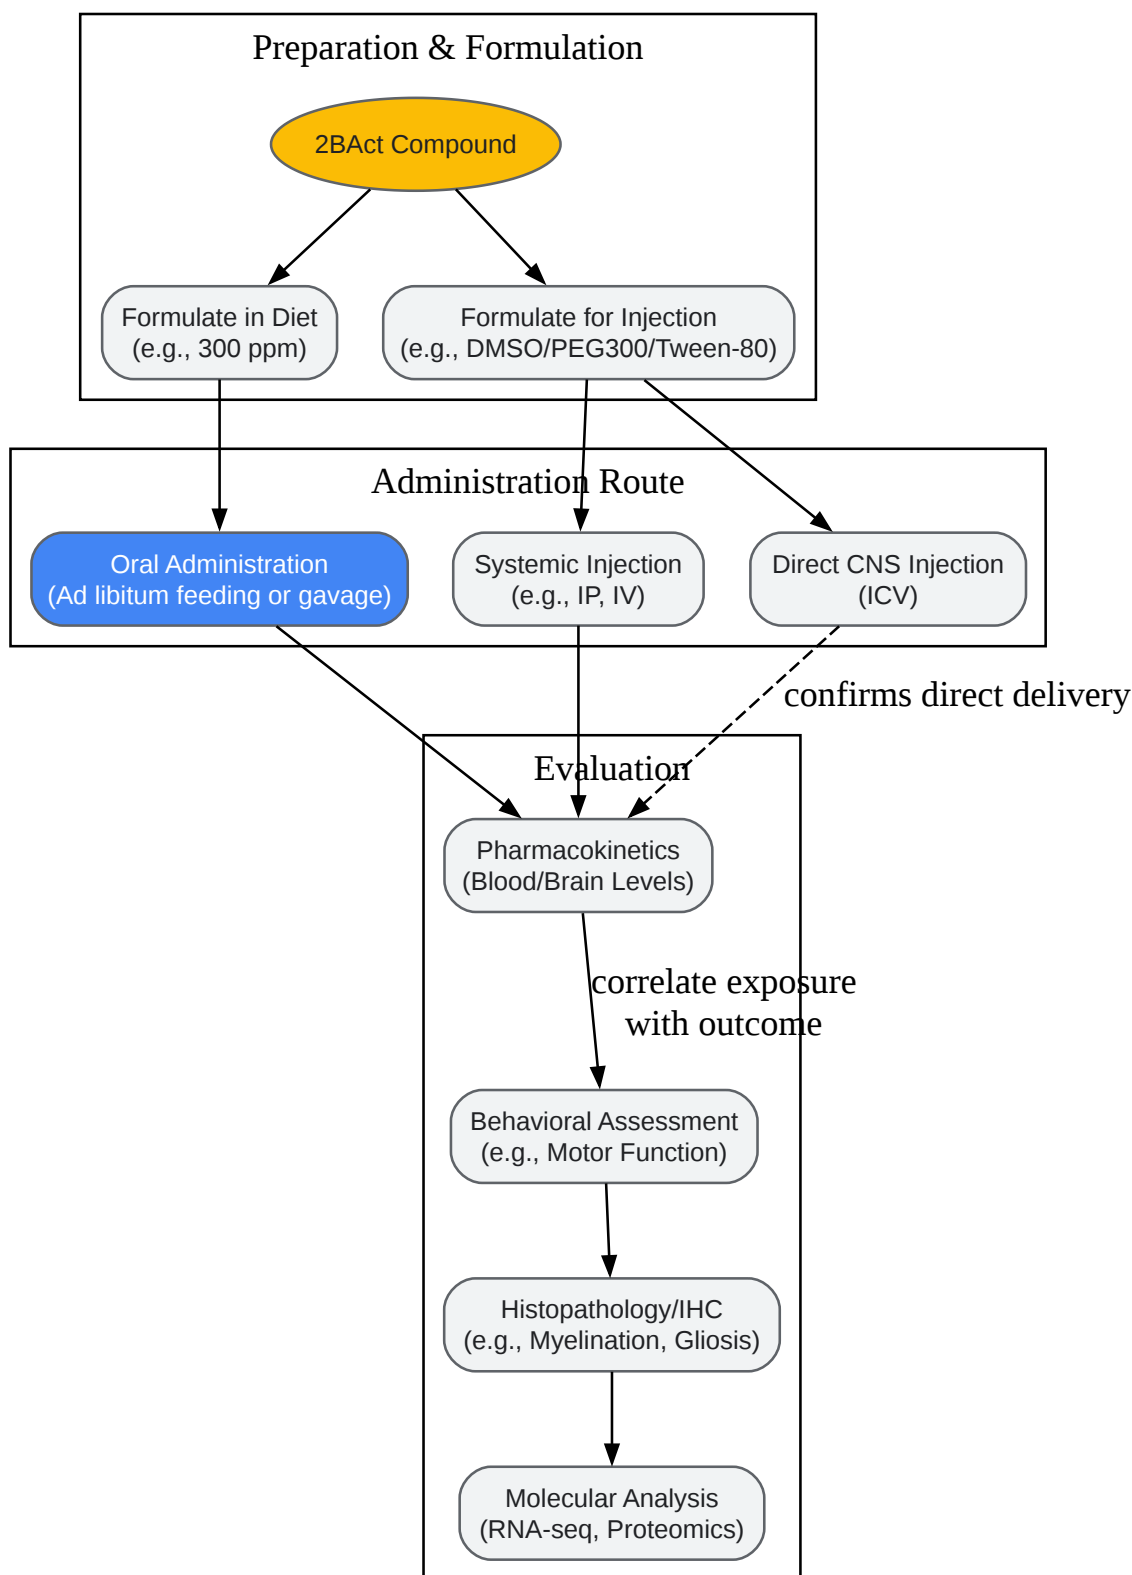 Preparation & Formulation
2BAct Compound
Formulate in Diet
(e.g., 300 ppm)
Formulate for Injection
(e.g., DMSO/PEG300/Tween-80)
Administration Route
Oral Administration
(Ad libitum feeding or gavage)
Systemic Injection
(e.g., IP, IV)
Direct CNS Injection
(ICV)
confirms direct delivery
Evaluation
Pharmacokinetics
(Blood/Brain Levels)
correlate exposure
with outcome
Behavioral Assessment
(e.g., Motor Function)
Histopathology/IHC
(e.g., Myelination, Gliosis)
Molecular Analysis
(RNA-seq, Proteomics)